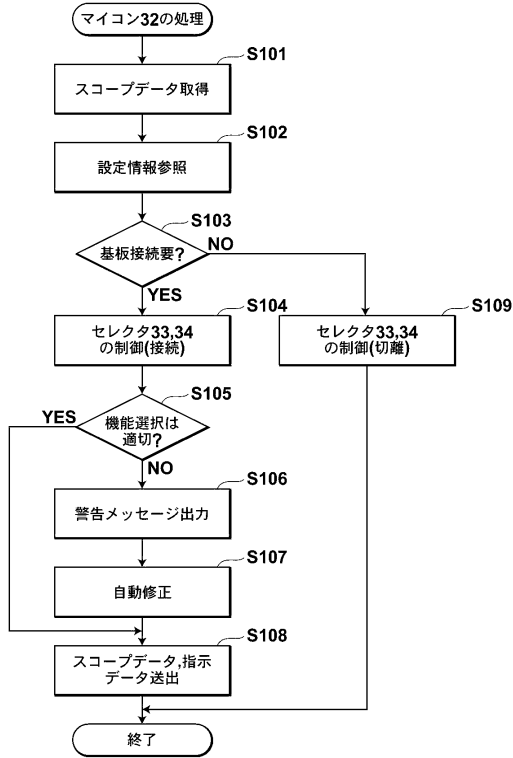 マイコン32の処理
S101
スコープデータ取得
S102
設定情報参照
S103
基板接続要?
NO
YES
S104
セレクタ33,34
の制御(接続)
S109
セレクタ33,34
の制御(切離)
S105
機能選択は
適切?
YES
NO
S106
警告メッセージ出力
S107
自動修正
S108
スコープデータ,指示
データ送出
終了